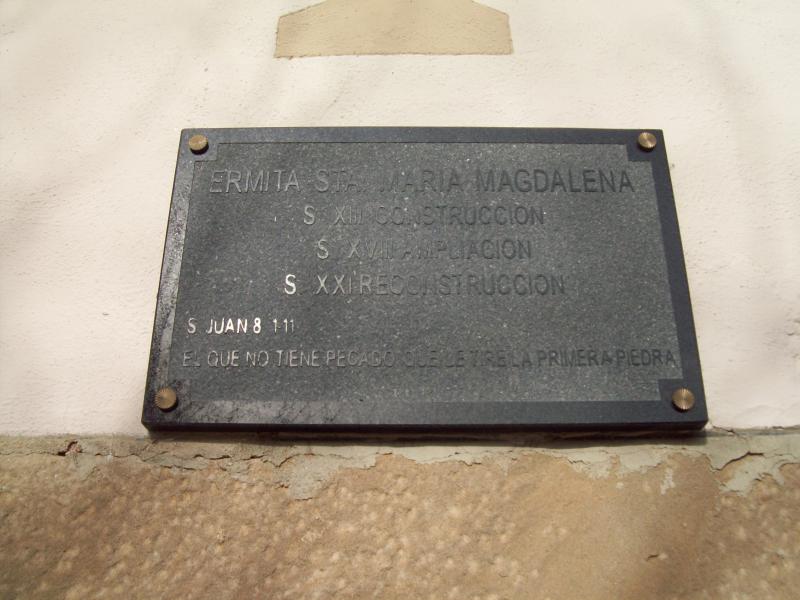 ERMITA STA. MARIA MAGDALENA
S. XIII CONSTRUCCION
S. XVIII AMPLIACION
S. XXI RECONSTRUCCION
S. JUAN 8 1-11
EL QUE NO TIENE PECADO QUE LE TIRE LA PRIMERA PIEDRA